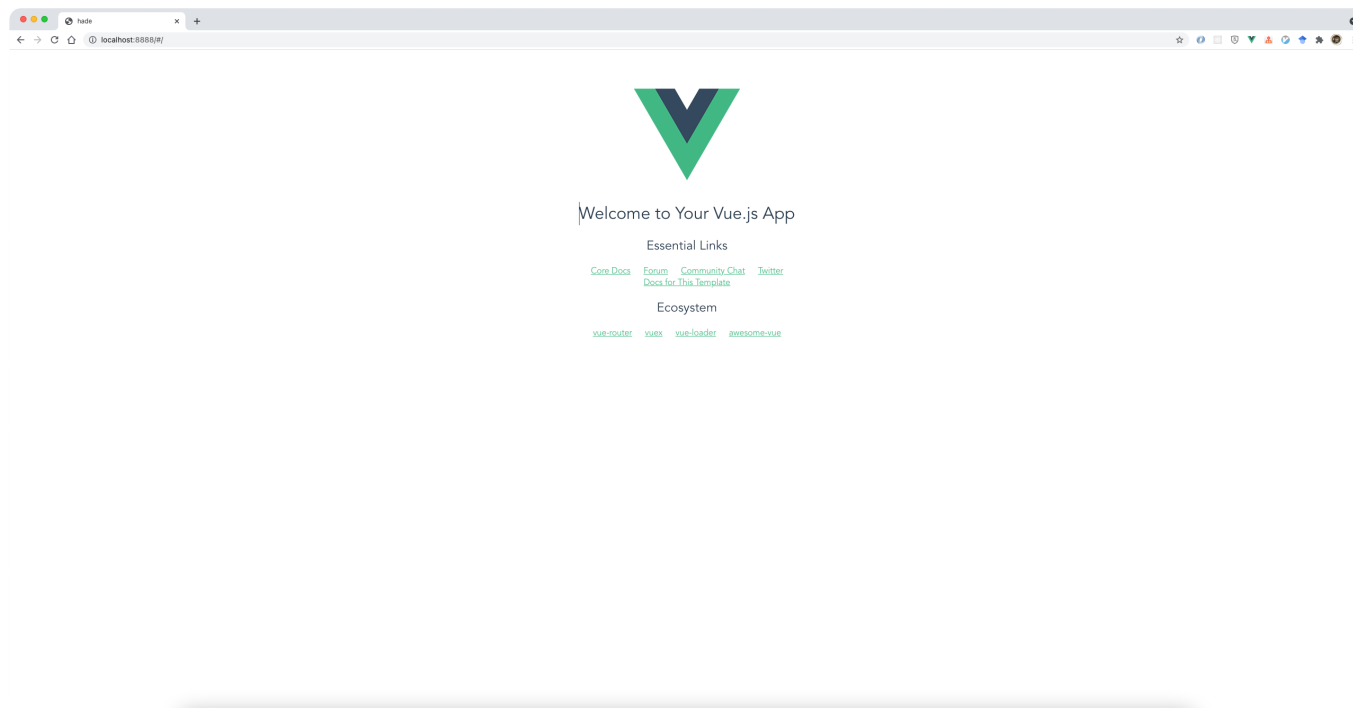 hade
localhost:8888/#/
Welcome to Your Vue.js App
Essential Links
Core Docs Forum Community Chat Twitter
Docs for This Template
Ecosystem
vue-router vuex vue-loader awesome-vue